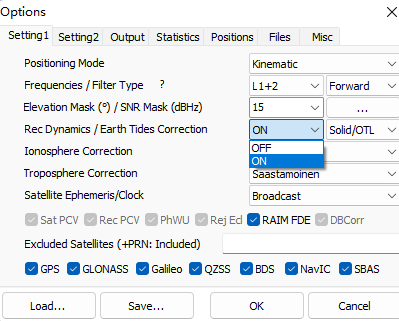 Options
Setting1 Setting2 Output Statistics Positions Files Misc
Positioning Mode Kinematic
Frequencies / Filter Type ? L1+2 Forward
Elevation Mask (°) / SNR Mask (dBHz) 15 ...
Rec Dynamics / Earth Tides Correction ON Solid/OTL
OFF
Ionosphere Correction
ON
Troposphere Correction Saastamoinen
Satellite Ephemeris/Clock Broadcast
Sat PCV Rec PCV PhWU Rej Ed RAIM FDE DBCorr
Excluded Satellites (+PRN: Included)
GPS GLONASS Galileo QZSS BDS NavIC SBAS
Load... Save... OK Cancel